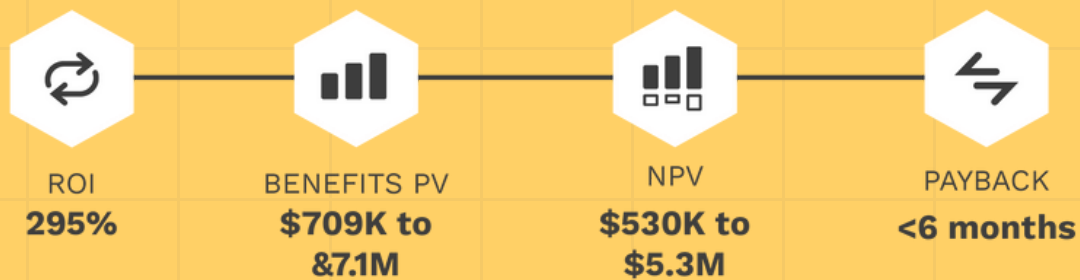 ROI
295%
BENEFITS PV
$709K to
&7.1M
NPV
$530K to
$5.3M
PAYBACK
<6 months